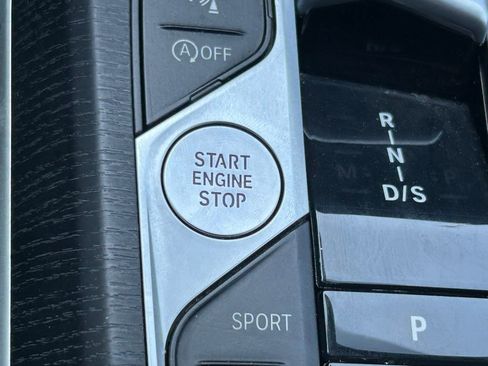 A OFF
START
ENGINE
STOP
SPORT
R
N
D/S
P